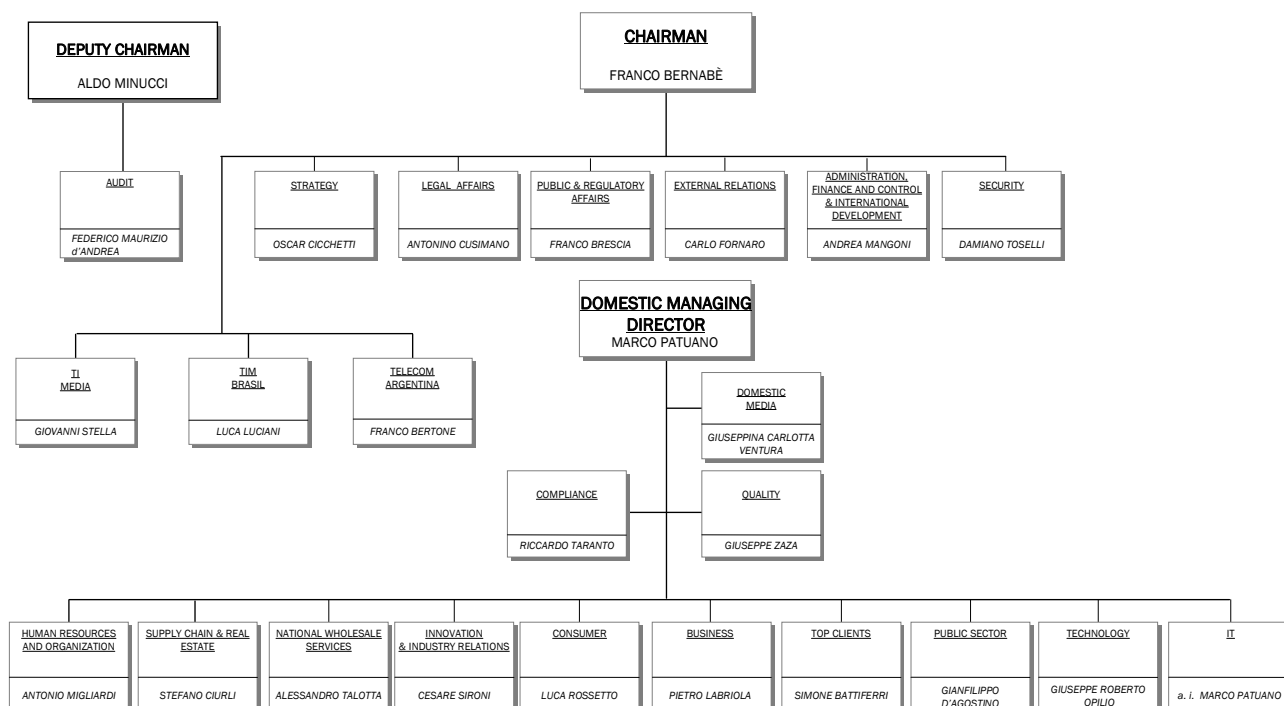 DEPUTY CHAIRMAN
ALDO MINUCCI
CHAIRMAN
FRANCO BERNABÈ
AUDIT
FEDERICO MAURIZIO
d'ANDREA
STRATEGY
OSCAR CICCHETTI
LEGAL AFFAIRS
ANTONINO CUSIMANO
PUBLIC & REGULATORY
AFFAIRS
FRANCO BRESCIA
EXTERNAL RELATIONS
CARLO FORNARO
ADMINISTRATION,
FINANCE AND CONTROL
& INTERNATIONAL
DEVELOPMENT
ANDREA MANGONI
SECURITY
DAMIANO TOSELLI
DOMESTIC MANAGING
DIRECTOR
MARCO PATUANO
TI
MEDIA
GIOVANNI STELLA
TIM
BRASIL
LUCA LUCIANI
TELECOM
ARGENTINA
FRANCO BERTONE
DOMESTIC
MEDIA
GIUSEPPINA CARLOTTA
VENTURA
COMPLIANCE
RICCARDO TARANTO
QUALITY
GIUSEPPE ZAZA
HUMAN RESOURCES
AND ORGANIZATION
ANTONIO MIGLIARDI
SUPPLY CHAIN & REAL
ESTATE
STEFANO CIURLI
NATIONAL WHOLESALE
SERVICES
ALESSANDRO TALOTTA
INNOVATION
& INDUSTRY RELATIONS
CESARE SIRONI
CONSUMER
LUCA ROSSETTO
BUSINESS
PIETRO LABRIOLA
TOP CLIENTS
SIMONE BATTIFERRI
PUBLIC SECTOR
GIANFILIPPO
D'AGOSTINO
TECHNOLOGY
GIUSEPPE ROBERTO
OPILIO
IT
a. i. MARCO PATUANO